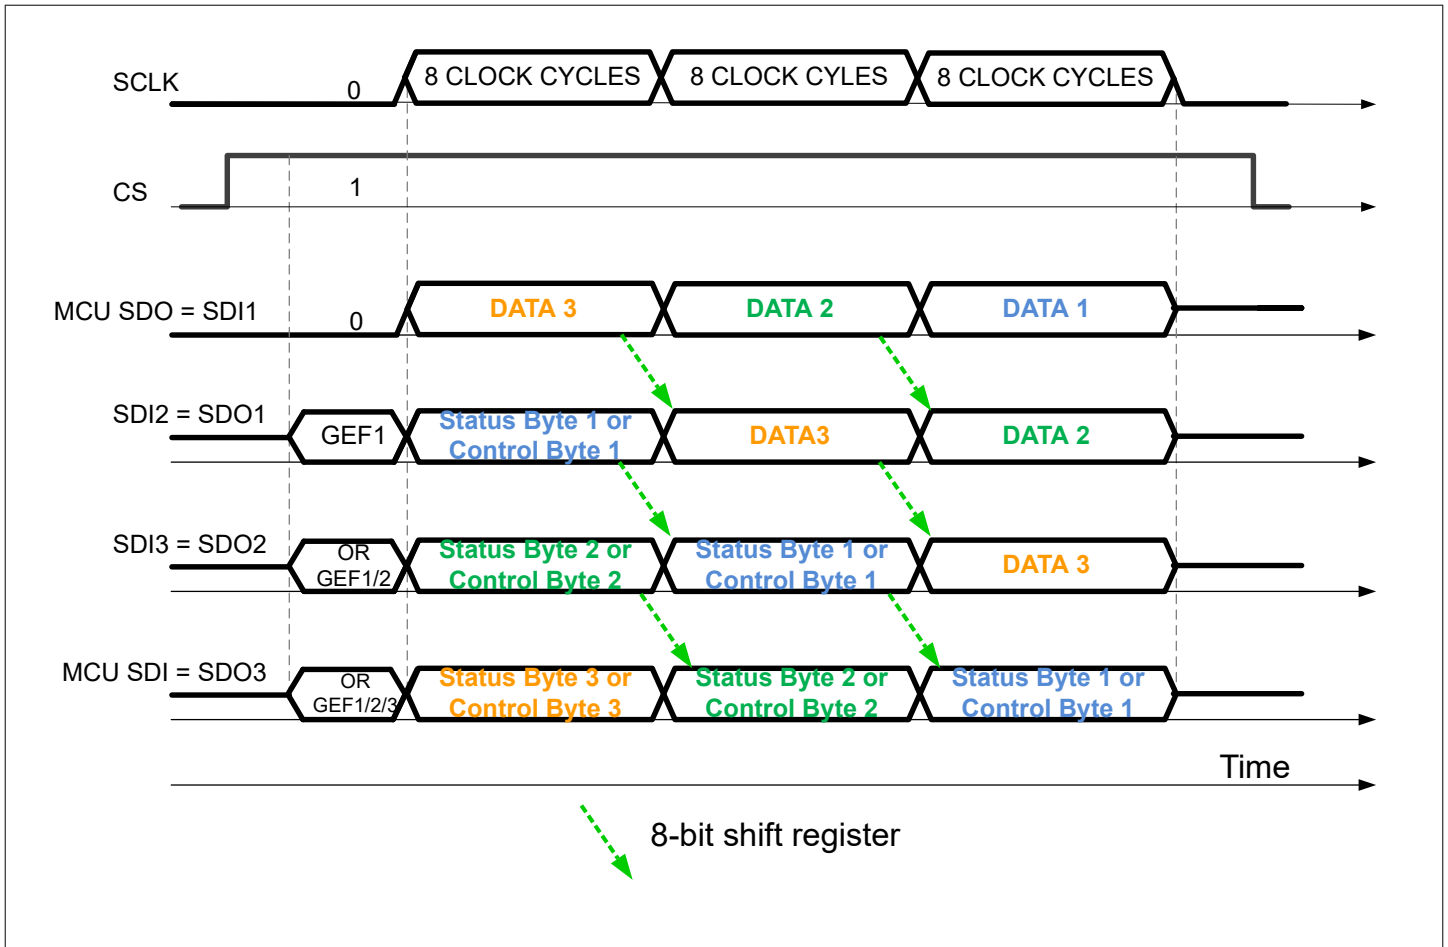 SCLK
0
8 CLOCK CYCLES
8 CLOCK CYLES
8 CLOCK CYCLES
CS
1
MCU SDO = SDI1
0
DATA 3
DATA 2
DATA 1
SDI2 = SDO1
GEF1
Status Byte 1 or
Control Byte 1
DATA3
DATA 2
SDI3 = SDO2
OR
GEF1/2
Status Byte 2 or
Control Byte 2
Status Byte 1 or
Control Byte 1
DATA 3
MCU SDI = SDO3
OR
GEF1/2/3
Status Byte 3 or
Control Byte 3
Status Byte 2 or
Control Byte 2
Status Byte 1 or
Control Byte 1
Time
8-bit shift register